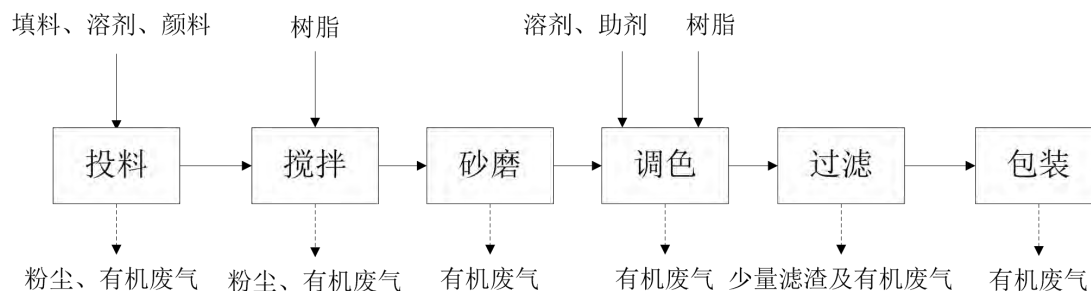 填料、溶剂、颜料
树脂
溶剂、助剂
树脂
投料
搅拌
砂磨
调色
过滤
包装
粉尘、有机废气
粉尘、有机废气
有机废气
有机废气
少量滤渣及有机废气
有机废气